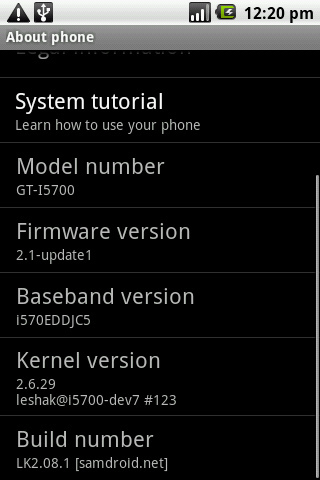 12:20 pm
About phone
Legal information
System tutorial
Learn how to use your phone
Model number
GT-I5700
Firmware version
2.1-update1
Baseband version
i570EDDJC5
Kernel version
2.6.29
leshak@i5700-dev7 #123
Build number
LK2.08.1 [samdroid.net]